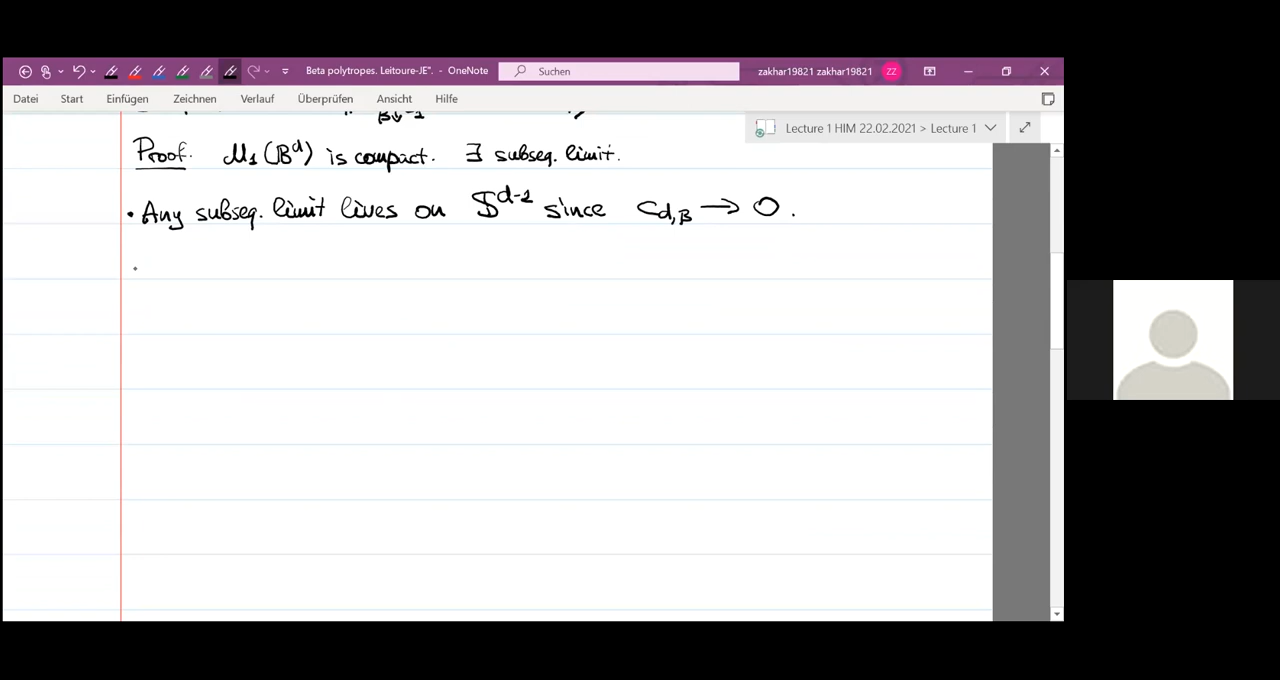 Beta polytropes. Leitoure-JE". - OneNote
Suchen
zakhar19821 zakhar19821 ZZ
Datei Start Einfügen Zeichnen Verlauf Überprüfen Ansicht Hilfe
Lecture 1 HIM 22.02.2021 > Lecture 1
Proof. M₁(B^d) is compact. ∃ subseq. limit.
• Any subseq. limit lives on S^{d-1} since c_{d,β} → 0.